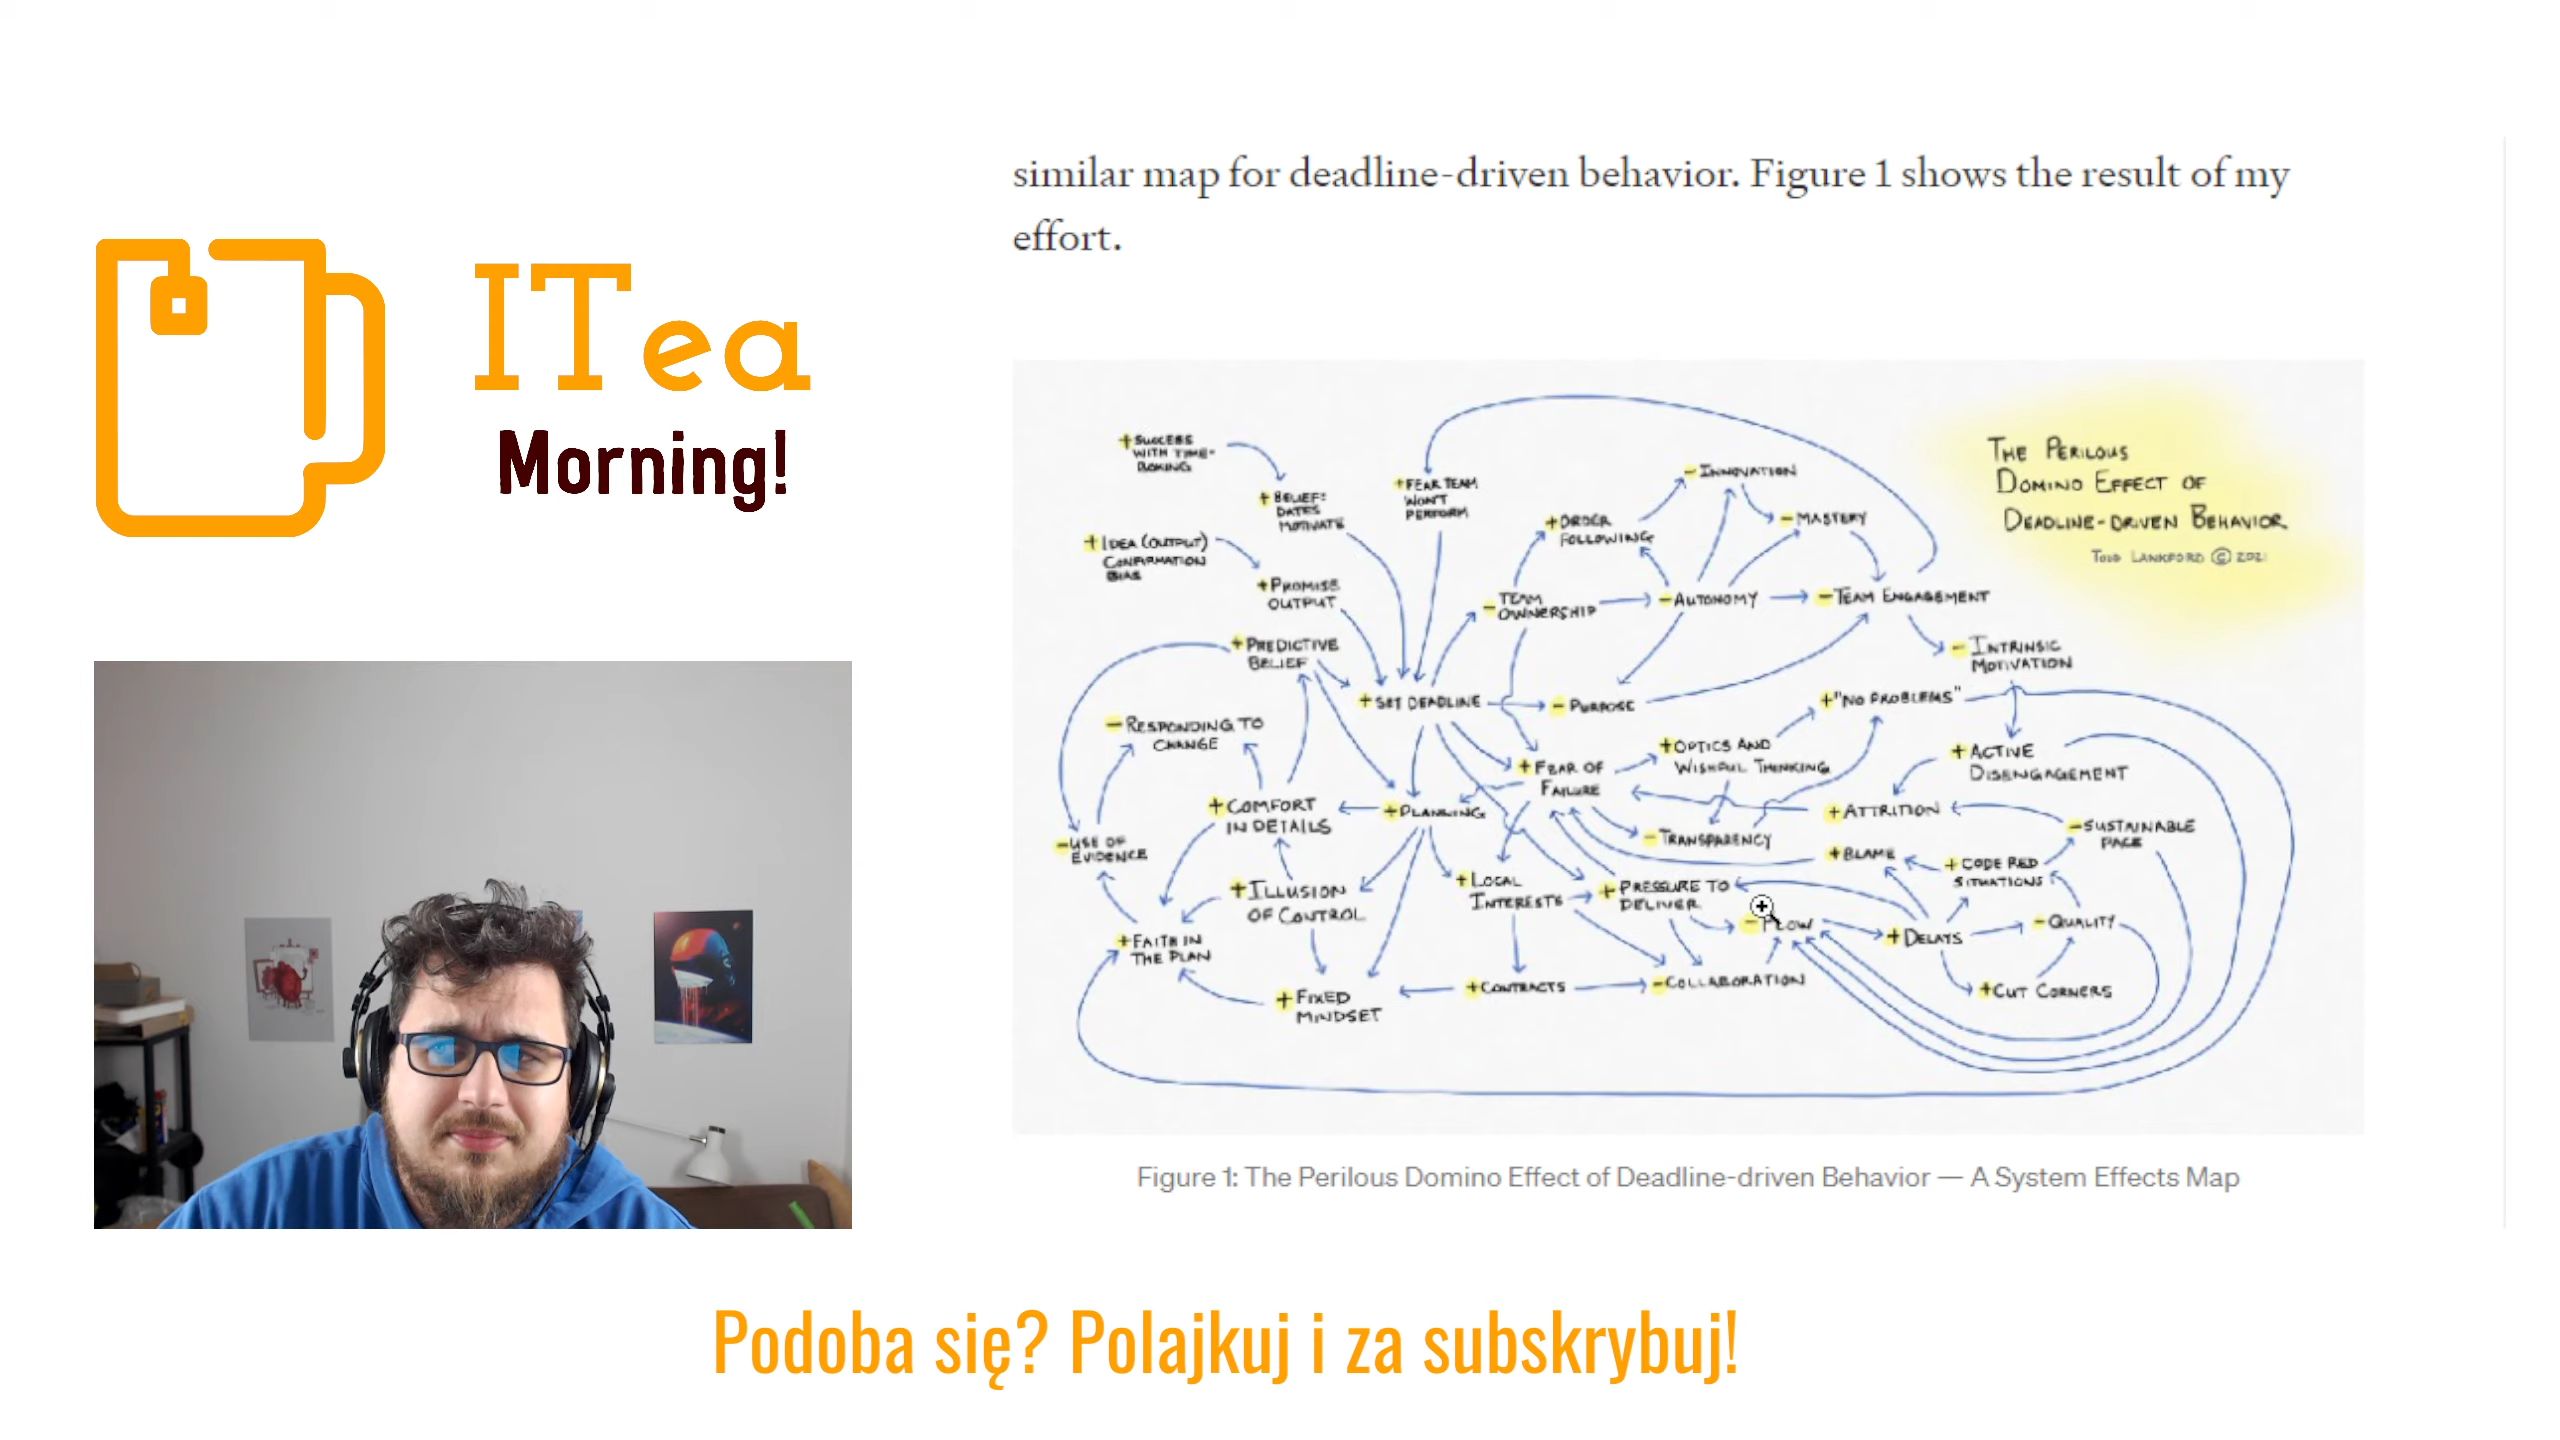 similar map for deadline-driven behavior. Figure 1 shows the result of my
effort.
ITea
Morning!
THE PERILOUS
DOMINO EFFECT OF
DEADLINE-DRIVEN BEHAVIOR
TODD LANKFORD © 2021
+ SUCCESS
WITH TIME-
BOXING
+ BELIEF:
DATES
MOTIVATE
+ FEAR TEAM
WON'T
PERFORM
- INNOVATION
+ ORDER
FOLLOWING
- MASTERY
+ IDEA (OUTPUT)
CONFIRMATION
BIAS
+ PROMISE
OUTPUT
- TEAM
OWNERSHIP
- AUTONOMY
- TEAM ENGAGEMENT
+ PREDICTIVE
BELIEF
- INTRINSIC
MOTIVATION
+ SET DEADLINE
- PURPOSE
+ "NO PROBLEMS"
- RESPONDING TO
CHANGE
+ FEAR OF
FAILURE
+ OPTICS AND
WISHFUL THINKING
+ ACTIVE
DISENGAGEMENT
+ COMFORT
IN DETAILS
+ PLANNING
+ ATTRITION
- TRANSPARENCY
- SUSTAINABLE
PACE
- USE OF
EVIDENCE
+ BLAME
+ CODE RED
SITUATIONS
+ ILLUSION
OF CONTROL
+ LOCAL
INTERESTS
+ PRESSURE TO
DELIVER
- FLOW
+ DELAYS
- QUALITY
+ FAITH IN
THE PLAN
+ FIXED
MINDSET
+ CONTRACTS
- COLLABORATION
+ CUT CORNERS
Figure 1: The Perilous Domino Effect of Deadline-driven Behavior — A System Effects Map
Podoba się? Polajkuj i za subskrybuj!